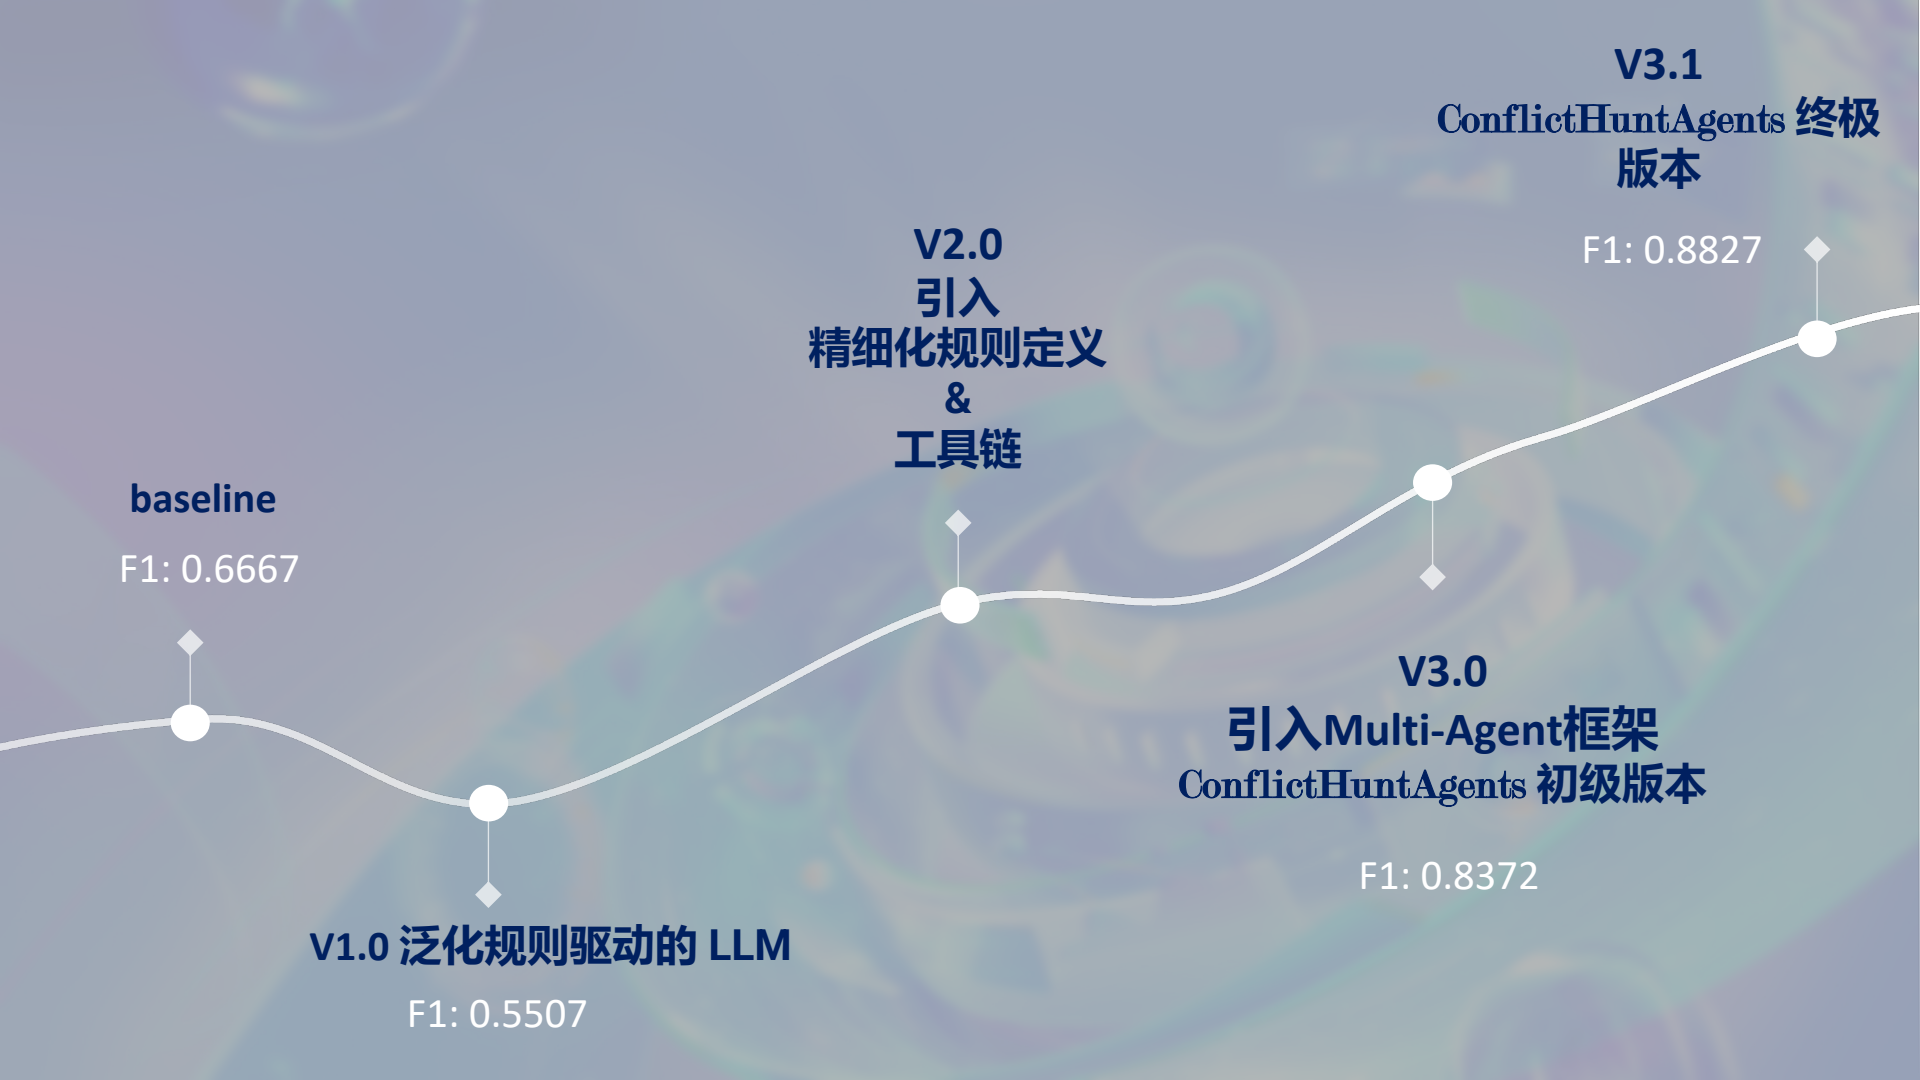 baseline
F1: 0.6667
V1.0 泛化规则驱动的 LLM
F1: 0.5507
V2.0
引入
精细化规则定义
&
工具链
V3.0
引入Multi-Agent框架
ConflictHuntAgents 初级版本
F1: 0.8372
V3.1
ConflictHuntAgents 终极
版本
F1: 0.8827